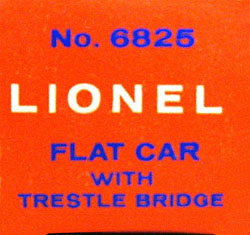 No. 6825
LIONEL
FLAT CAR
WITH
TRESTLE BRIDGE